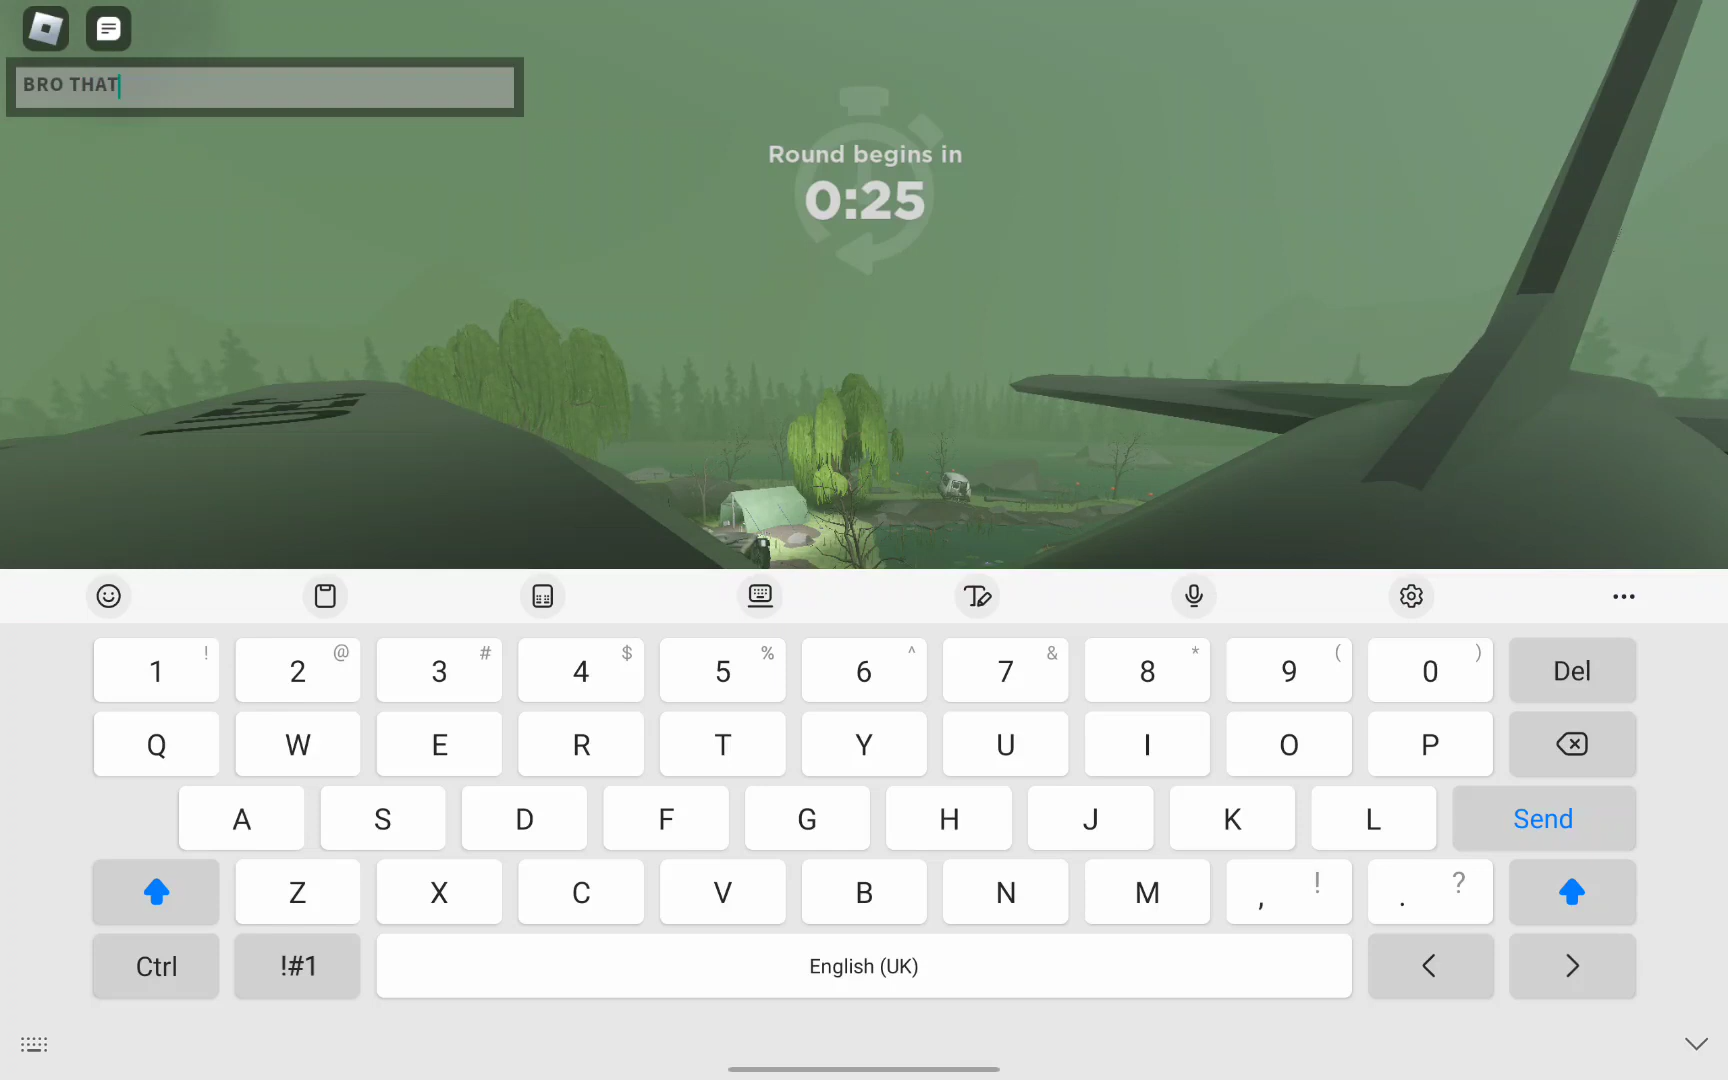 BRO THAT
Round begins in
0:25
1 ! 2 @ 3 # 4 $ 5 % 6 ^ 7 & 8 * 9 ( 0 ) Del
Q W E R T Y U I O P
A S D F G H J K L Send
Z X C V B N M , ! . ?
Ctrl !#1 English (UK) < >